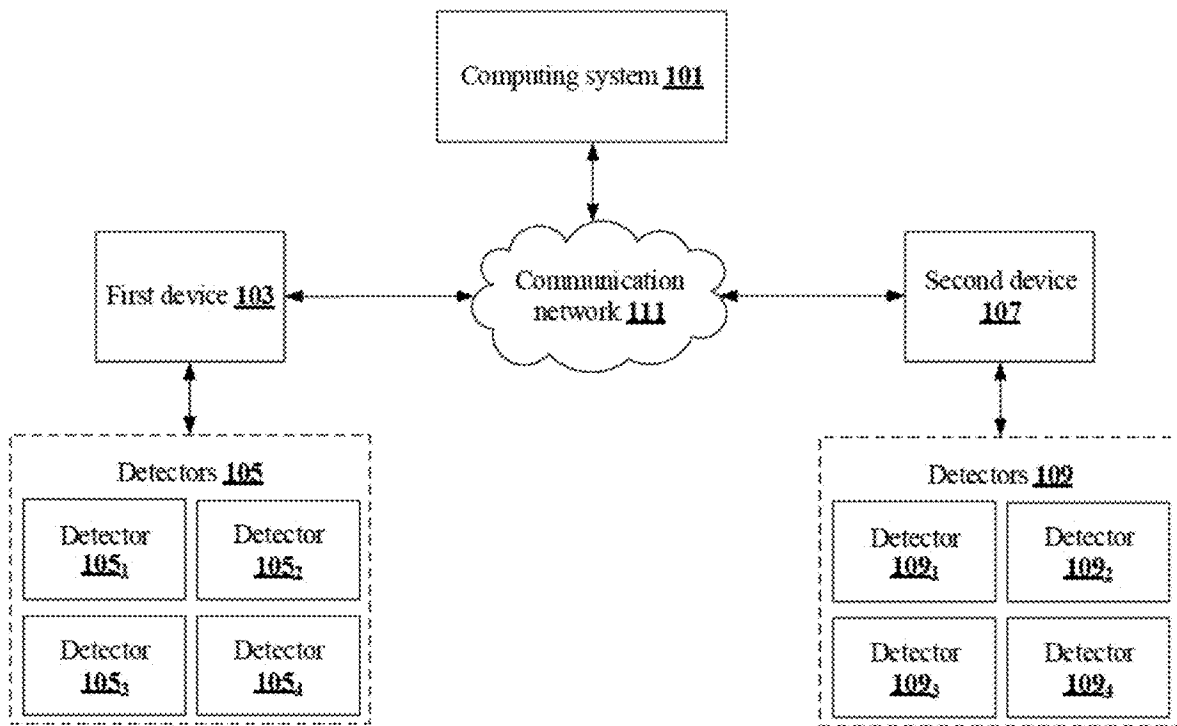 Computing system 101
First device 103
Communication
network 111
Second device
107
Detectors 105
Detector
105₁
Detector
105₂
Detector
105₃
Detector
105₄
Detectors 109
Detector
109₁
Detector
109₂
Detector
109₃
Detector
109₄